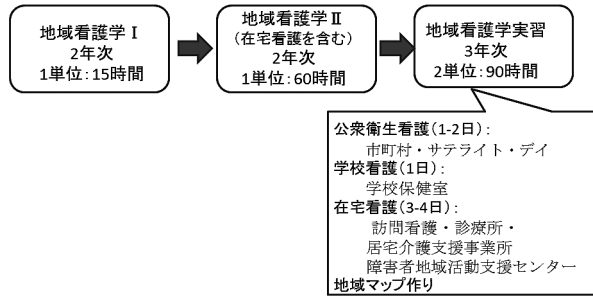 地域看護学Ⅰ
2年次
1単位：15時間
地域看護学Ⅱ
（在宅看護を含む）
2年次
1単位：60時間
地域看護学実習
3年次
2単位：90時間
公衆衛生看護（1-2日）：
市町村・サテライト・デイ
学校看護（1日）：
学校保健室
在宅看護（3-4日）：
訪問看護・診療所・
居宅介護支援事業所
障害者地域活動支援センター
地域マップ作り